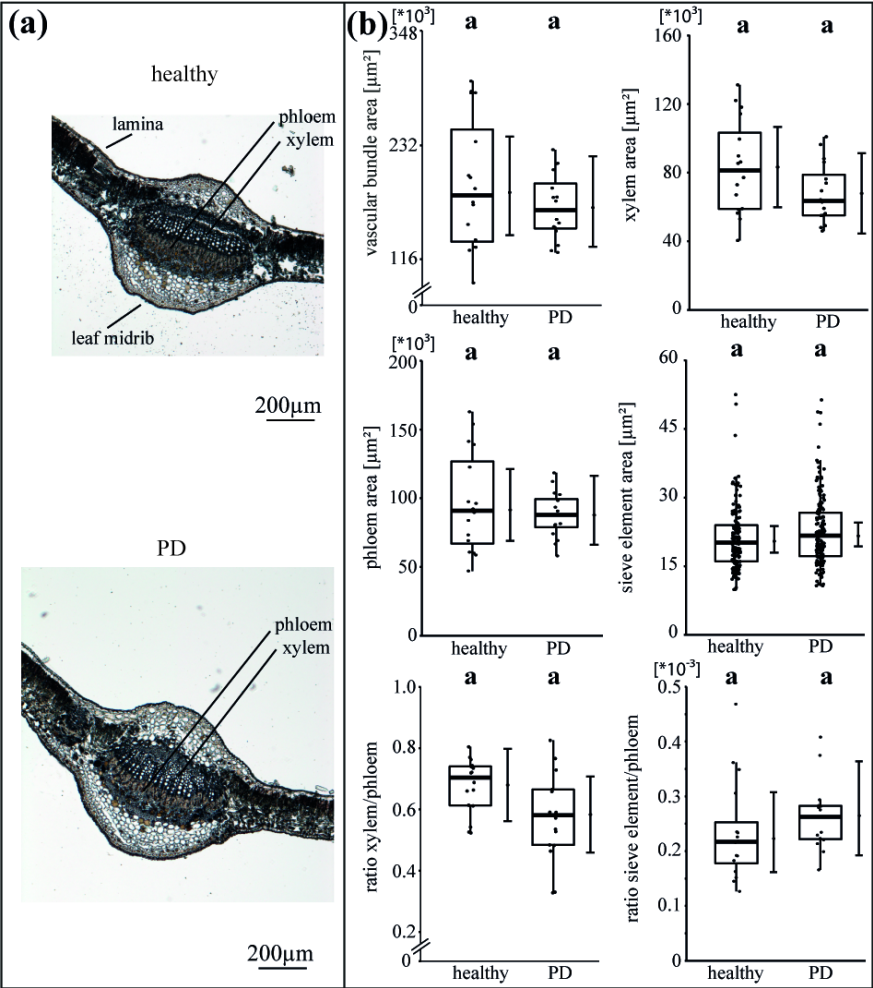 (a)
healthy
lamina
phloem
xylem
leaf midrib
200µm
PD
phloem
xylem
200µm
(b)
[*10³]
a a
348
232
116
0
vascular bundle area [µm²]
healthy PD
a a
[*10³]
160
120
80
40
0
xylem area [µm²]
healthy PD
[*10³]
a a
200
150
100
50
0
phloem area [µm²]
healthy PD
a a
60
45
30
15
0
sieve element area [µm²]
healthy PD
a a
1.0
0.8
0.6
0.4
0.2
0
ratio xylem/phloem
healthy PD
[*10⁻³]
a a
0.5
0.4
0.3
0.2
0.1
0
ratio sieve element/phloem
healthy PD